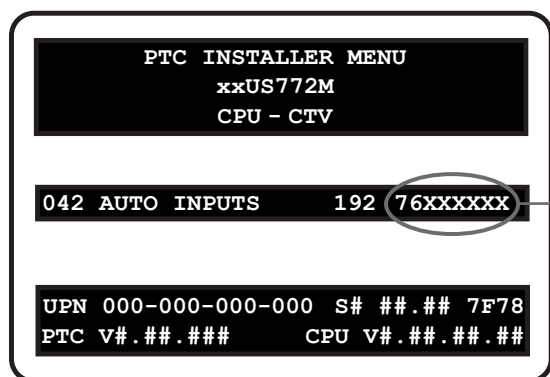 PTC INSTALLER MENU
xxUS772M
CPU – CTV
042 AUTO INPUTS 192 76XXXXXX
UPN 000-000-000-000 S# ##.## 7F78
PTC V#.##.### CPU V#.##.##.##